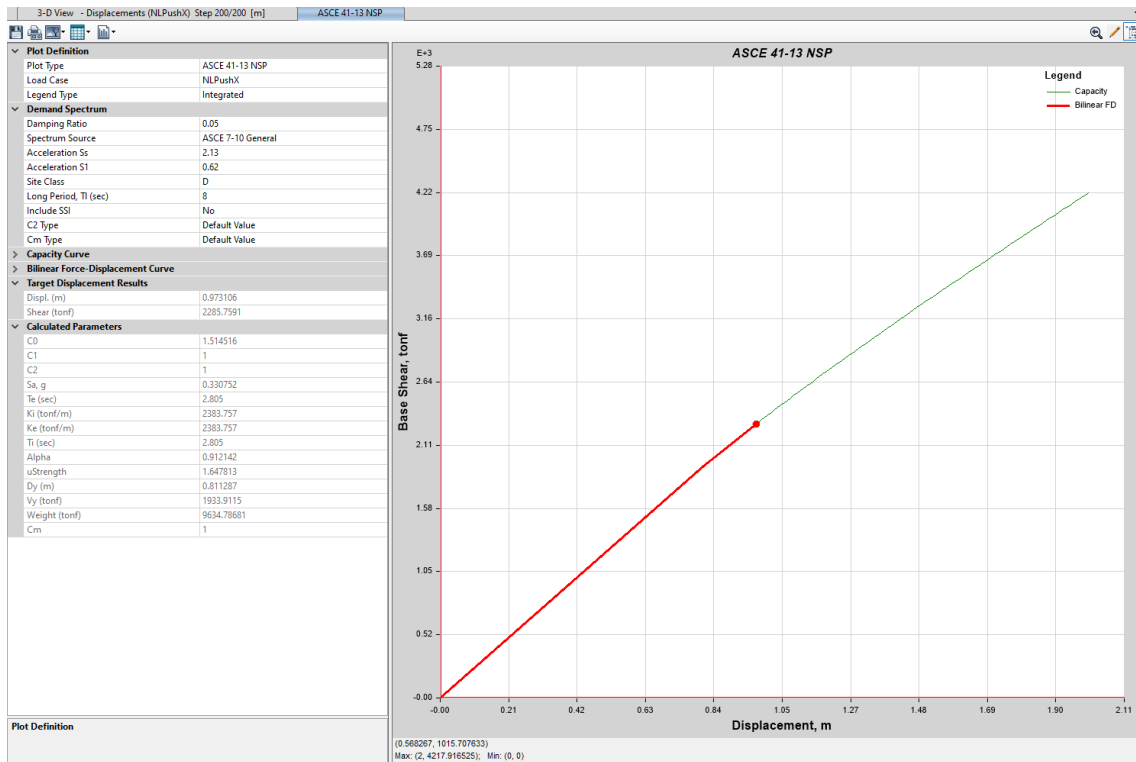 3-D View - Displacements (NLPushX) Step 200/200 [m]
ASCE 41-13 NSP
Plot Definition
Plot Type ASCE 41-13 NSP
Load Case NLPushX
Legend Type Integrated
Demand Spectrum
Damping Ratio 0.05
Spectrum Source ASCE 7-10 General
Acceleration Ss 2.13
Acceleration S1 0.62
Site Class D
Long Period, Tl (sec) 8
Include SSI No
C2 Type Default Value
Cm Type Default Value
Capacity Curve
Bilinear Force-Displacement Curve
Target Displacement Results
Displ. (m) 0.973106
Shear (tonf) 2285.7591
Calculated Parameters
C0 1.514516
C1 1
C2 1
Sa, g 0.330752
Te (sec) 2.805
Ki (tonf/m) 2383.757
Ke (tonf/m) 2383.757
Ti (sec) 2.805
Alpha 0.912142
uStrength 1.647813
Dy (m) 0.811287
Vy (tonf) 1933.9115
Weight (tonf) 9634.78681
Cm 1
Plot Definition
ASCE 41-13 NSP
E+3
5.28
4.75
4.22
3.69
3.16
2.64
2.11
1.58
1.05
0.52
-0.00
Base Shear, tonf
Legend
Capacity
Bilinear FD
-0.00 0.21 0.42 0.63 0.84 1.05 1.27 1.48 1.69 1.90 2.11
Displacement, m
(0.568267, 1015.707633)
Max: (2, 4217.916525); Min: (0, 0)